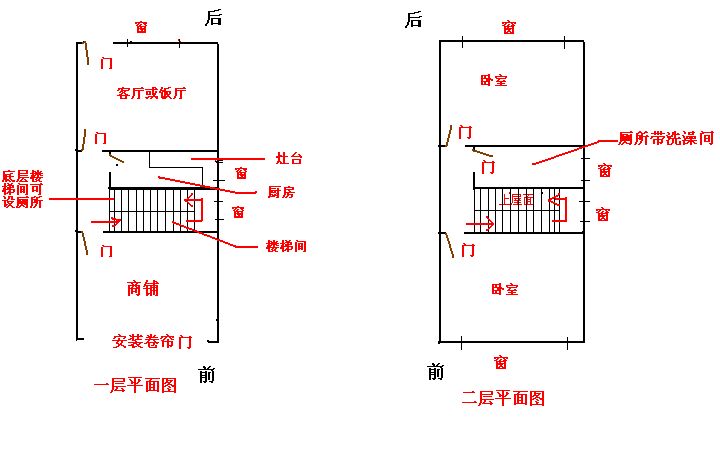 后
窗
门
客厅或饭厅
门
灶台
底层楼
梯间可
设厕所
窗
厨房
窗
楼梯间
门
商铺
安装卷帘门
前
一层平面图
后
窗
卧室
门
厕所带洗澡间
门
窗
上屋面
窗
门
卧室
窗
前
二层平面图